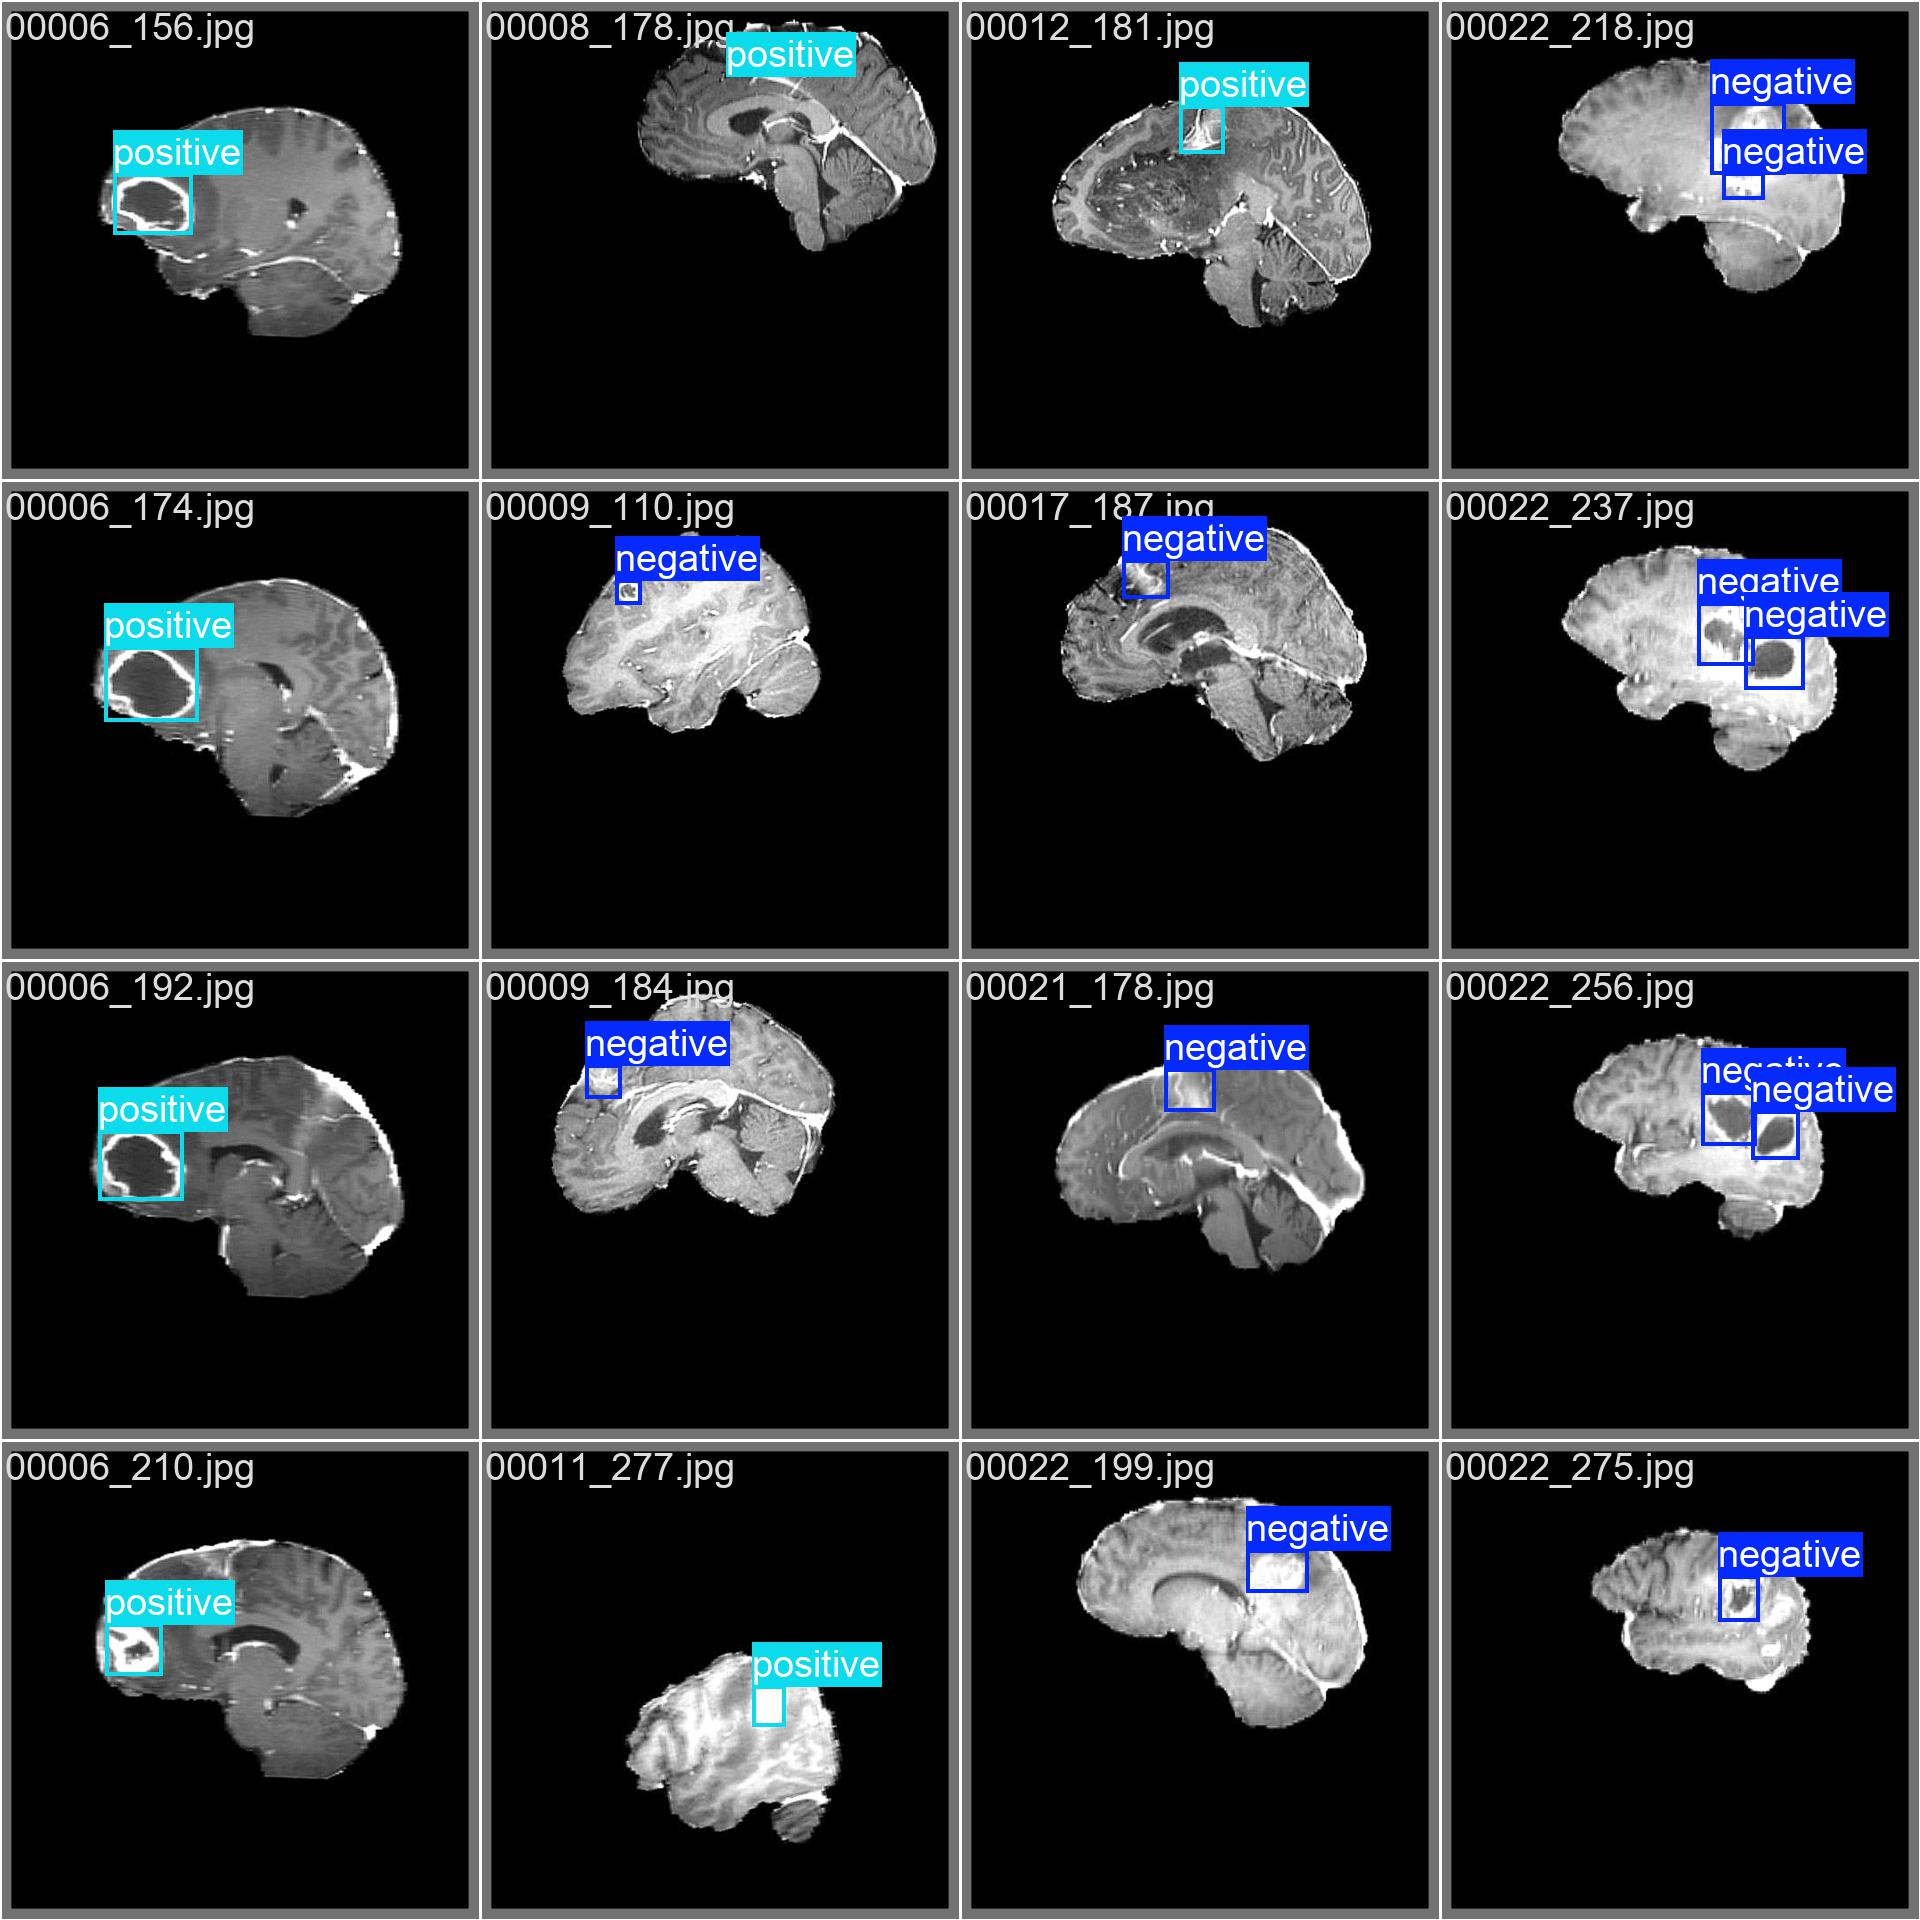 00006_156.jpg
positive
00008_178.jpg
positive
00012_181.jpg
positive
00022_218.jpg
negative
negative
00006_174.jpg
positive
00009_110.jpg
negative
00017_187.jpg
negative
00022_237.jpg
negative
negative
00006_192.jpg
positive
00009_184.jpg
negative
00021_178.jpg
negative
00022_256.jpg
negative
negative
00006_210.jpg
positive
00011_277.jpg
positive
00022_199.jpg
negative
00022_275.jpg
negative